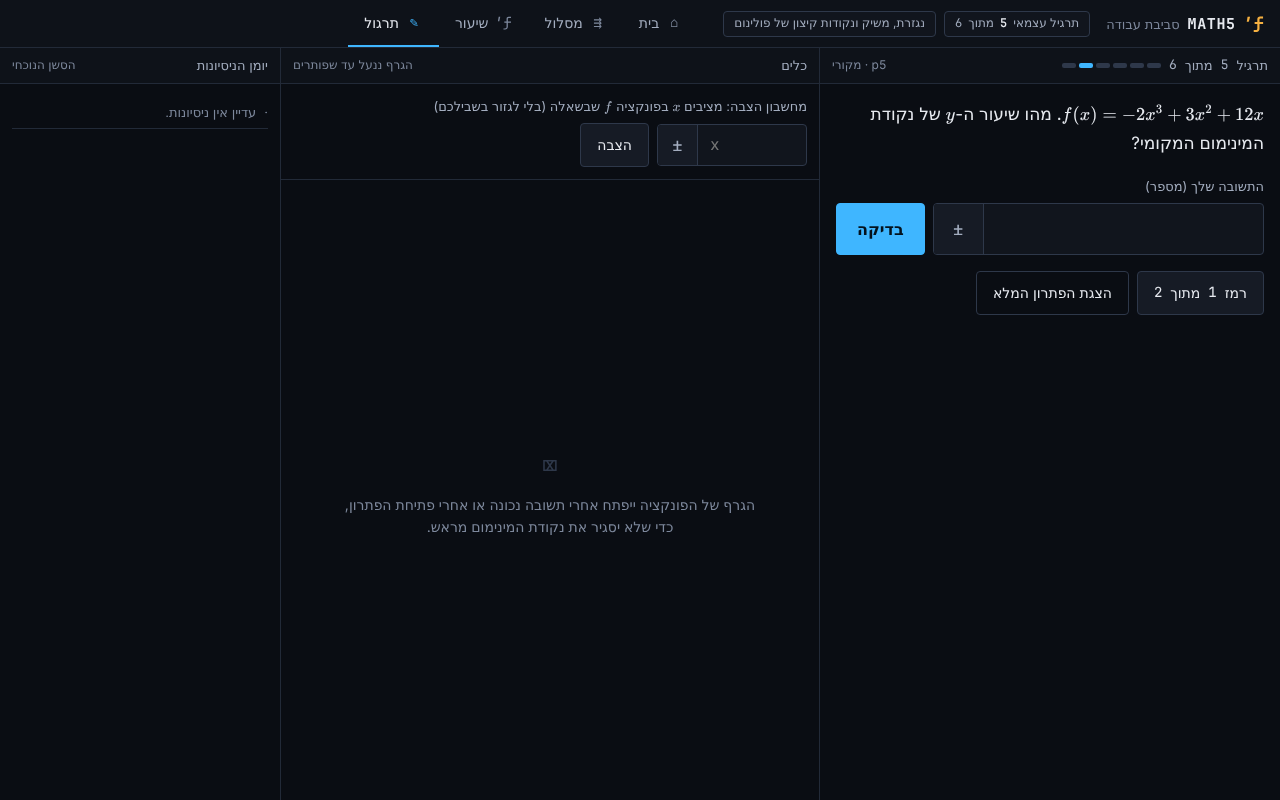 ƒ′ MATH5 סביבת עבודה
תרגיל עצמאי 5 מתוך 6
נגזרת, משיק ונקודות קיצון של פולינום
⌂ בית
⇶ מסלול
ƒ′ שיעור
✎ תרגול
תרגיל 5 מתוך 6
p5 · מקורי
f(x) = −2x³ + 3x² + 12x. מהו שיעור ה-y של נקודת
המינימום המקומי?
התשובה שלך (מספר)
±
בדיקה
רמז 1 מתוך 2
הצגת הפתרון המלא
כלים
הגרף ננעל עד שפותרים
מחשבון הצבה: מציבים x בפונקציה f שבשאלה (בלי לגזור בשבילכם)
x
±
הצבה
הגרף של הפונקציה ייפתח אחרי תשובה נכונה או אחרי פתיחת הפתרון,
כדי שלא יסגיר את נקודת המינימום מראש.
יומן הניסיונות
הסשן הנוכחי
· עדיין אין ניסיונות.